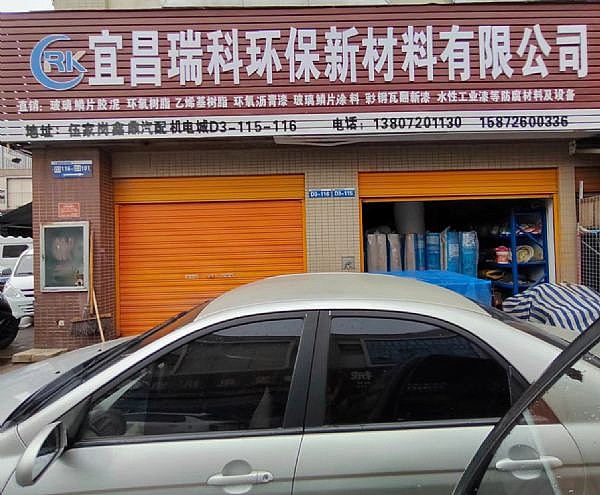 RK 宜昌瑞科环保新材料有限公司
直销: 玻璃鳞片胶泥 环氧树脂 乙烯基树脂 环氧沥青漆 玻璃鳞片涂料 彩钢瓦翻新漆 水性工业漆等防腐材料及设备
地址: 伍家岗鑫鼎汽配机电城D3-115-116 电话: 13807201130 15872600336
D3-116 D3-115